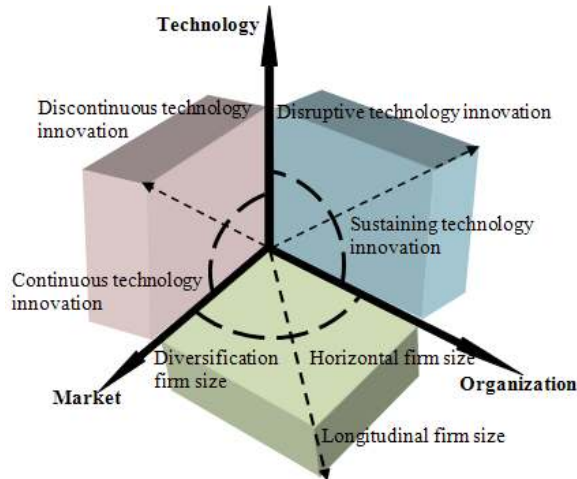 Technology
Discontinuous technology
innovation
Disruptive technology innovation
Sustaining technology
innovation
Continuous technology
innovation
Diversification
firm size
Horizontal firm size
Market
Organization
Longitudinal firm size